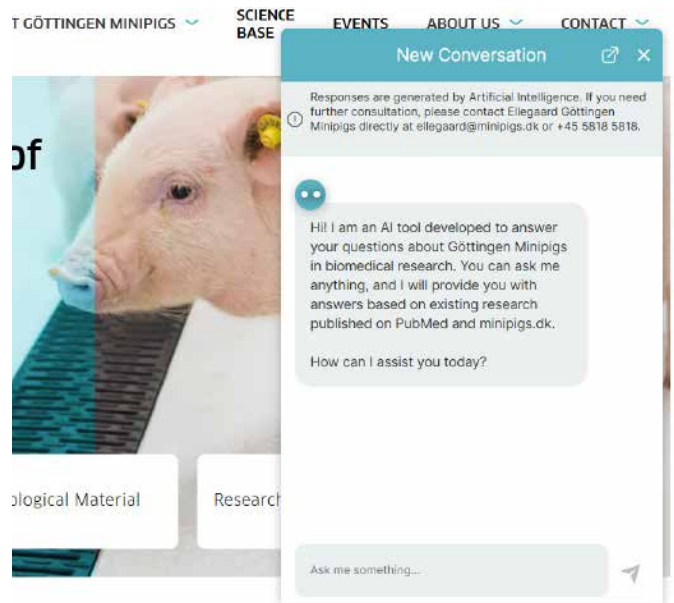 GÖTTINGEN MINIPIGS
SCIENCE
BASE
EVENTS
ABOUT US
CONTACT
New Conversation
Responses are generated by Artificial Intelligence. If you need
further consultation, please contact Ellegaard Göttingen
Minipigs directly at ellegaard@minipigs.dk or +45 5818 5818.
of
Hi! I am an AI tool developed to answer
your questions about Göttingen Minipigs
in biomedical research. You can ask me
anything, and I will provide you with
answers based on existing research
published on PubMed and minipigs.dk.
How can I assist you today?
ological Material
Research
Ask me something...